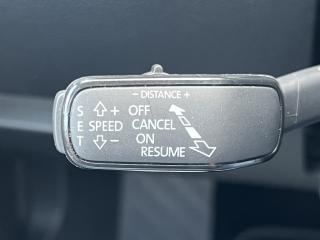 − DISTANCE +
S ⇧ + OFF
E SPEED CANCEL
T ⇩ − ON
RESUME